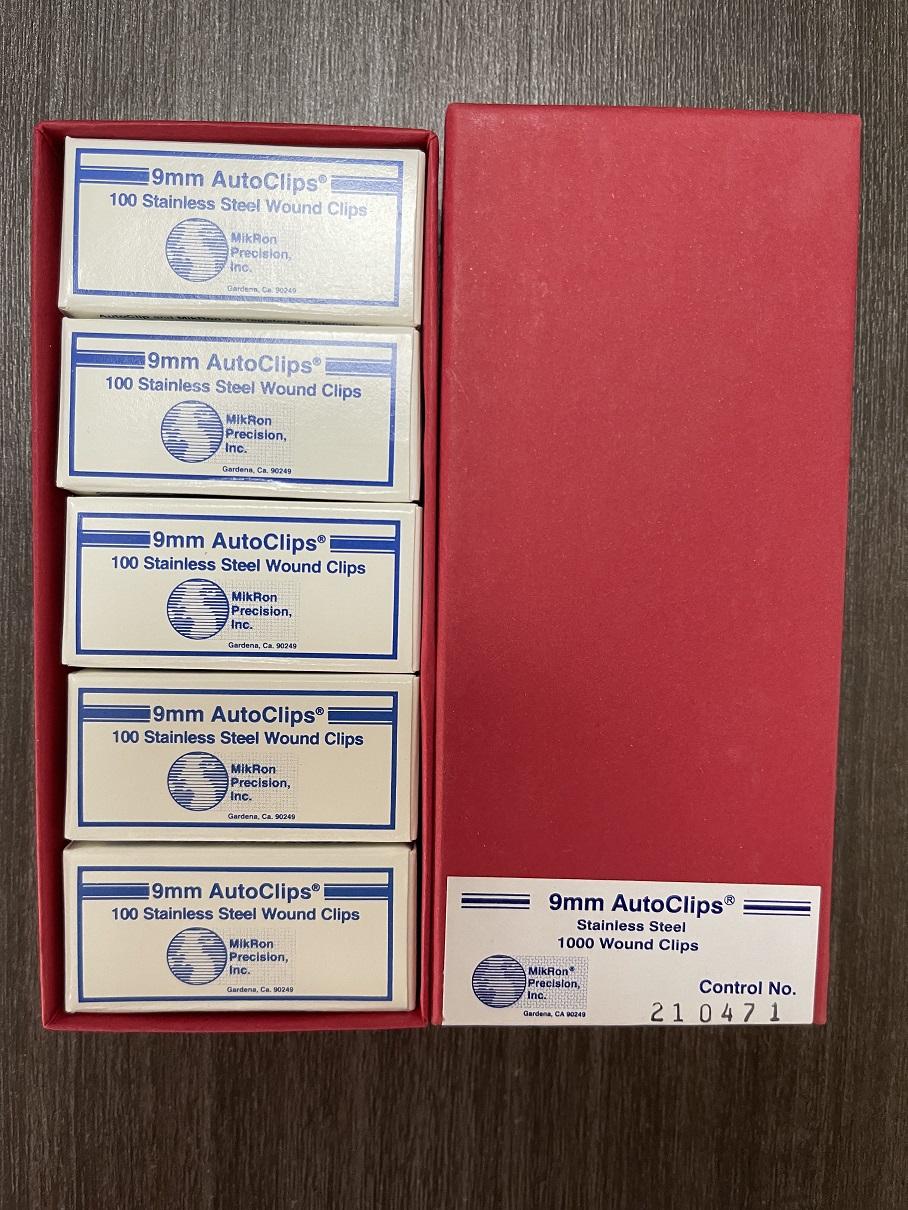 9mm AutoClips®
100 Stainless Steel Wound Clips
MikRon
Precision,
Inc.
Gardena, Ca. 90249
9mm AutoClips®
100 Stainless Steel Wound Clips
MikRon
Precision,
Inc.
Gardena, Ca. 90249
9mm AutoClips®
100 Stainless Steel Wound Clips
MikRon
Precision,
Inc.
Gardena, Ca. 90249
9mm AutoClips®
100 Stainless Steel Wound Clips
MikRon
Precision,
Inc.
Gardena, Ca. 90249
9mm AutoClips®
100 Stainless Steel Wound Clips
MikRon
Precision,
Inc.
Gardena, Ca. 90249
9mm AutoClips®
Stainless Steel
1000 Wound Clips
MikRon®
Precision,
Inc.
Gardena, CA 90249
Control No.
210471